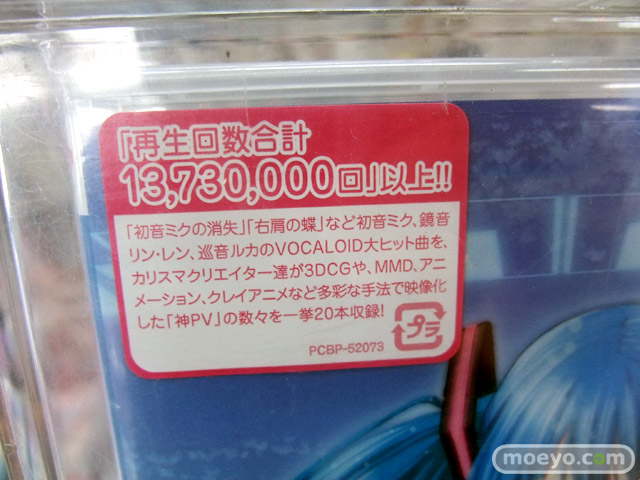 「再生回数合計
13,730,000回」以上!!
「初音ミクの消失」「右肩の蝶」など初音ミク、鏡音
リン・レン、巡音ルカのVOCALOID大ヒット曲を、
カリスマクリエイター達が3DCGや、MMD、アニ
メーション、クレイアニメなど多彩な手法で映像化
した「神PV」の数々を一挙20本収録!
プラ
PCBP-52073
moeyo.com